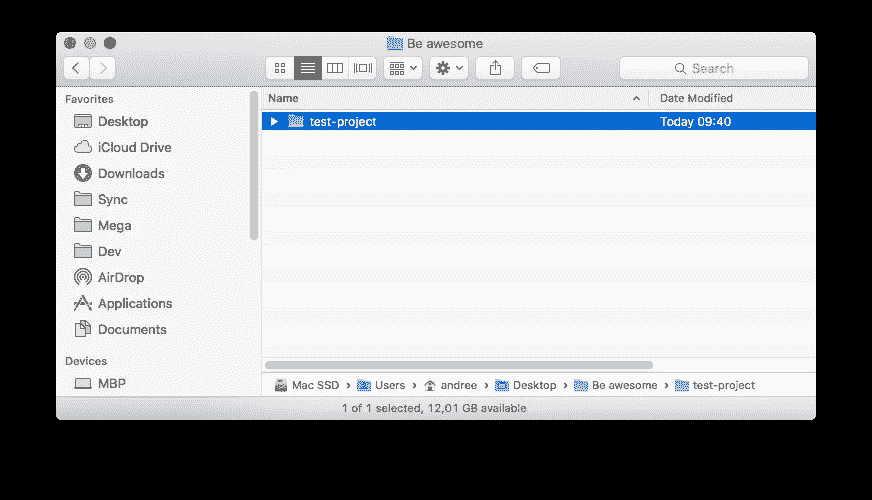 Be awesome
Search
Favorites
Desktop
iCloud Drive
Downloads
Sync
Mega
Dev
AirDrop
Applications
Documents
Devices
MBP
Name Date Modified
test-project Today 09:40
Mac SSD › Users › andree › Desktop › Be awesome › test-project
1 of 1 selected, 12,01 GB available